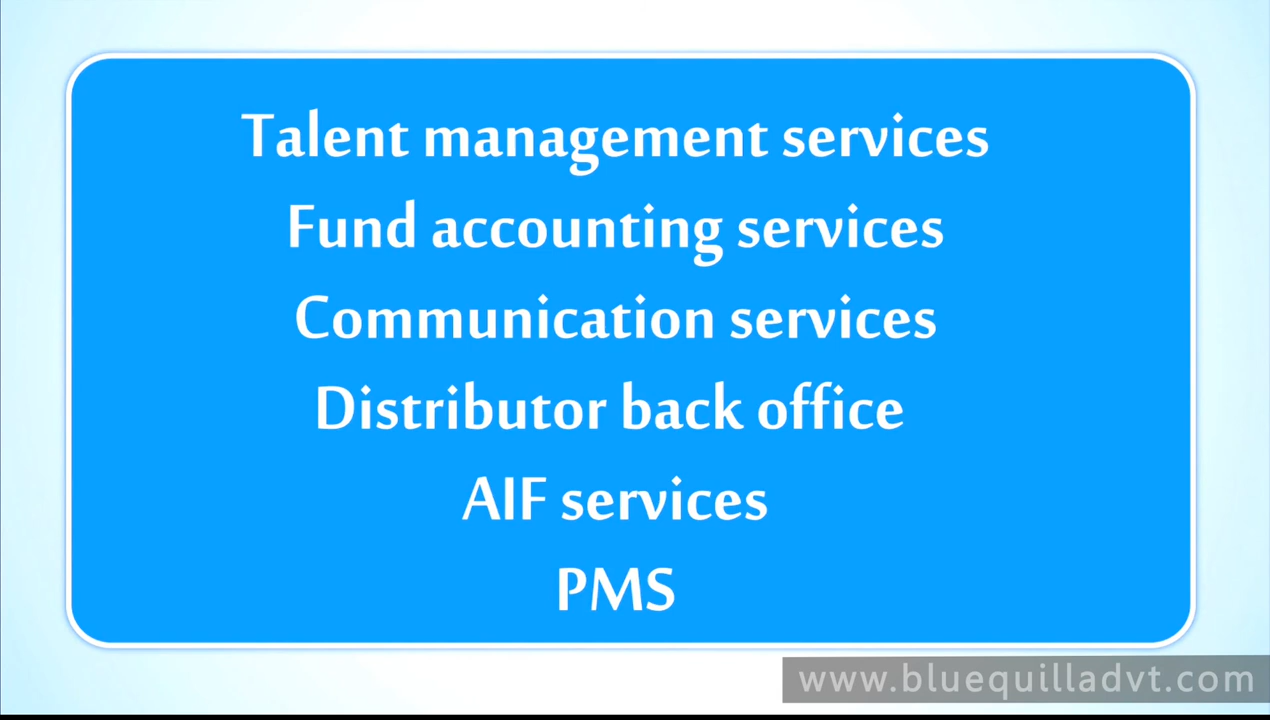 Talent management services
Fund accounting services
Communication services
Distributor back office
AIF services
PMS
www.bluequilladvt.com